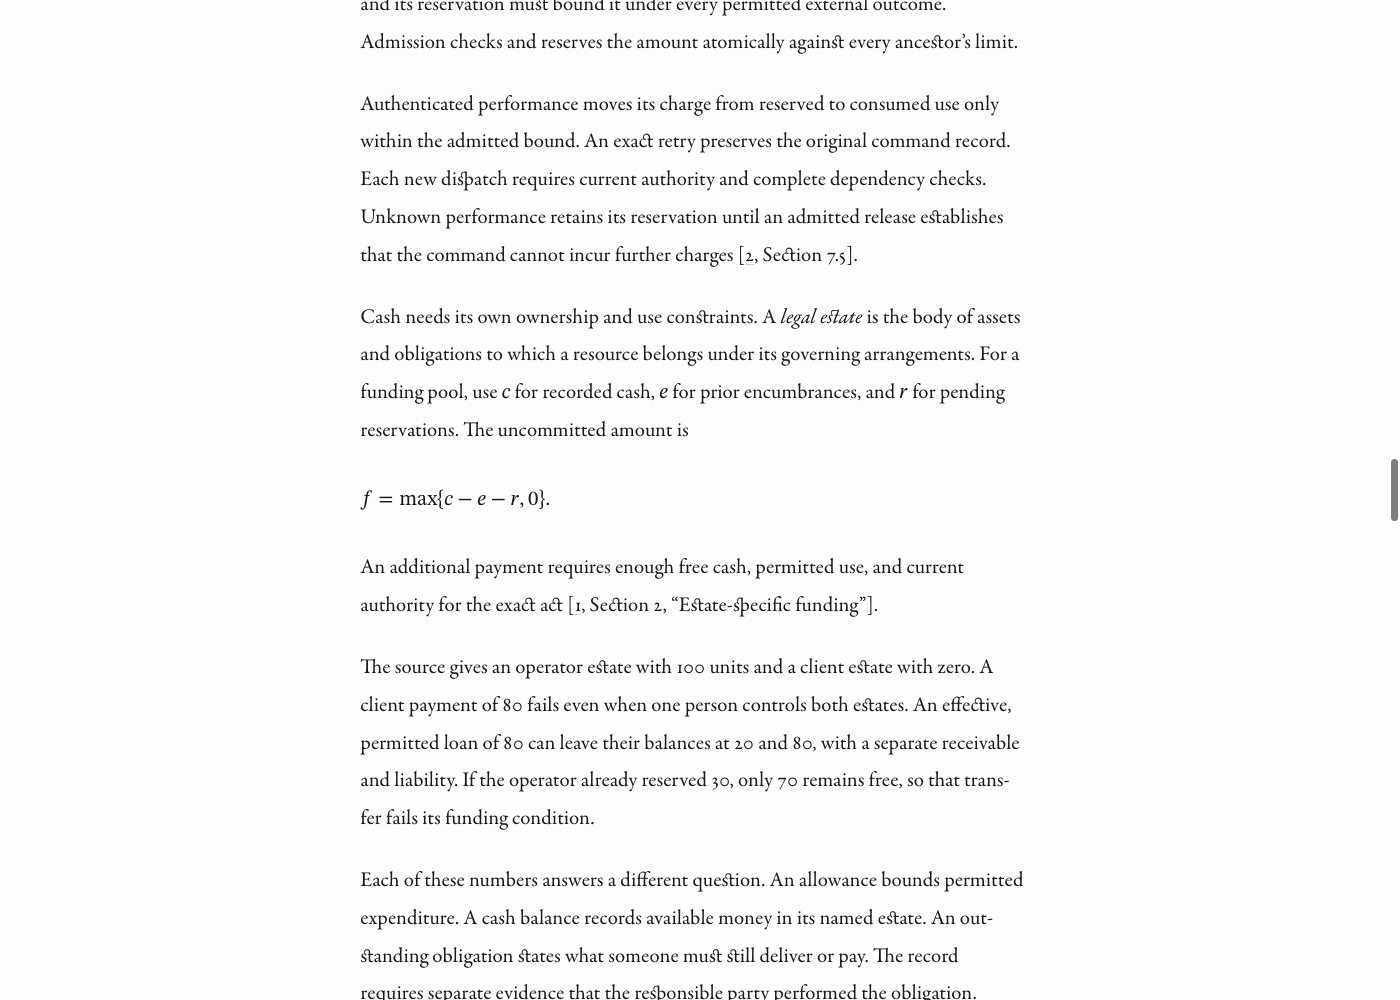 and its reservation must bound it under every permitted external outcome.
Admission checks and reserves the amount atomically against every ancestor’s limit.
Authenticated performance moves its charge from reserved to consumed use only
within the admitted bound. An exact retry preserves the original command record.
Each new dispatch requires current authority and complete dependency checks.
Unknown performance retains its reservation until an admitted release establishes
that the command cannot incur further charges [2, Section 7.5].
Cash needs its own ownership and use constraints. A legal estate is the body of assets
and obligations to which a resource belongs under its governing arrangements. For a
funding pool, use c for recorded cash, e for prior encumbrances, and r for pending
reservations. The uncommitted amount is
f = max{c − e − r, 0}.
An additional payment requires enough free cash, permitted use, and current
authority for the exact act [1, Section 2, “Estate-specific funding”].
The source gives an operator estate with 100 units and a client estate with zero. A
client payment of 80 fails even when one person controls both estates. An effective,
permitted loan of 80 can leave their balances at 20 and 80, with a separate receivable
and liability. If the operator already reserved 30, only 70 remains free, so that trans-
fer fails its funding condition.
Each of these numbers answers a different question. An allowance bounds permitted
expenditure. A cash balance records available money in its named estate. An out-
standing obligation states what someone must still deliver or pay. The record
requires separate evidence that the responsible party performed the obligation.